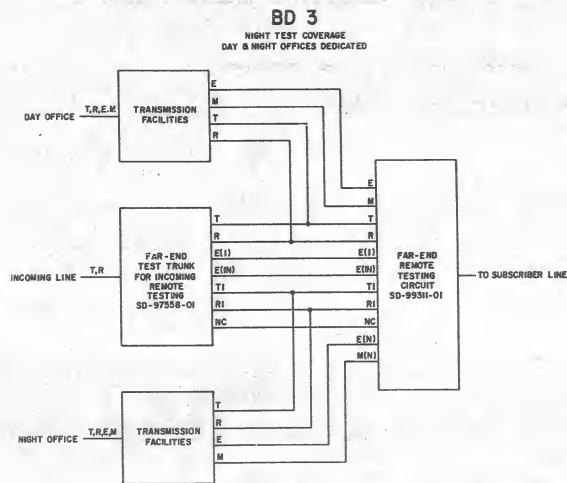 BD 3
NIGHT TEST COVERAGE
DAY & NIGHT OFFICES DEDICATED
DAY OFFICE
T,R,E,M
TRANSMISSION
FACILITIES
E
M
T
R
INCOMING LINE
T,R
FAR-END
TEST TRUNK
FOR INCOMING
REMOTE
TESTING
SD-97558-01
T
R
E(I)
E(IN)
TI
RI
NC
E
M
T
R
E(I)
E(IN)
TI
RI
NC
E(N)
M(N)
FAR-END
REMOTE
TESTING
CIRCUIT
SD-99311-01
TO SUBSCRIBER LINE
NIGHT OFFICE
T,R,E,M
TRANSMISSION
FACILITIES
T
R
E
M